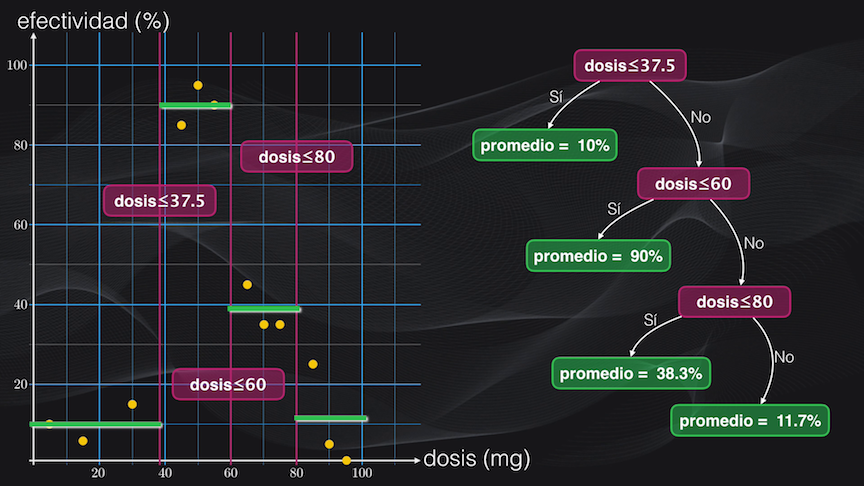 efectividad (%)
100
80
60
40
20
20
40
60
80
100
dosis (mg)
dosis≤80
dosis≤37.5
dosis≤60
dosis≤37.5
Sí
No
promedio = 10%
dosis≤60
Sí
No
promedio = 90%
dosis≤80
Sí
No
promedio = 38.3%
promedio = 11.7%